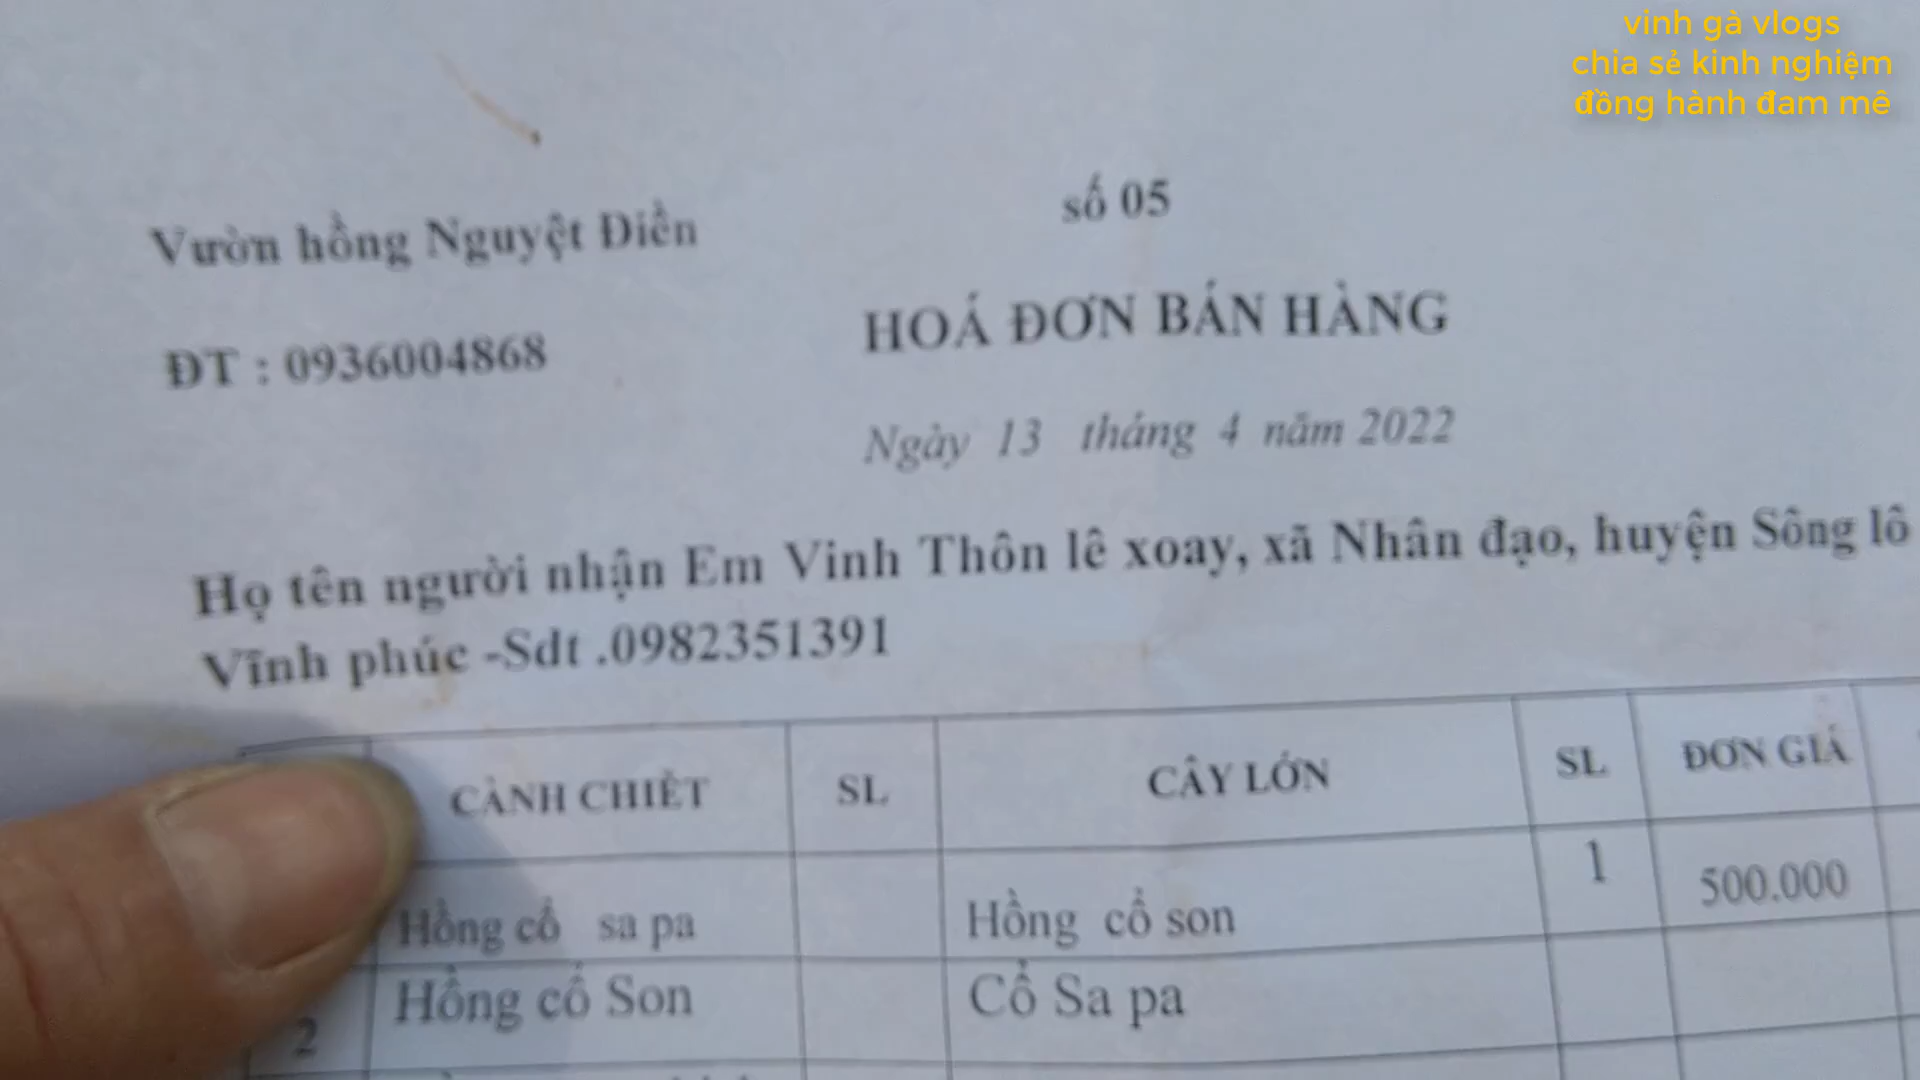 vinh gà vlogs
chia sẻ kinh nghiệm
đồng hành đam mê
số 05
Vườn hồng Nguyệt Điền
HOÁ ĐƠN BÁN HÀNG
ĐT : 0936004868
Ngày 13 tháng 4 năm 2022
Họ tên người nhận Em Vinh Thôn lê xoay, xã Nhân đạo, huyện Sông lô
Vĩnh phúc -Sdt .0982351391
CÀNH CHIẾT SL CÂY LỚN SL ĐƠN GIÁ
Hồng cổ sa pa Hồng cổ son 1 500.000
2 Hồng cổ Son Cổ Sa pa